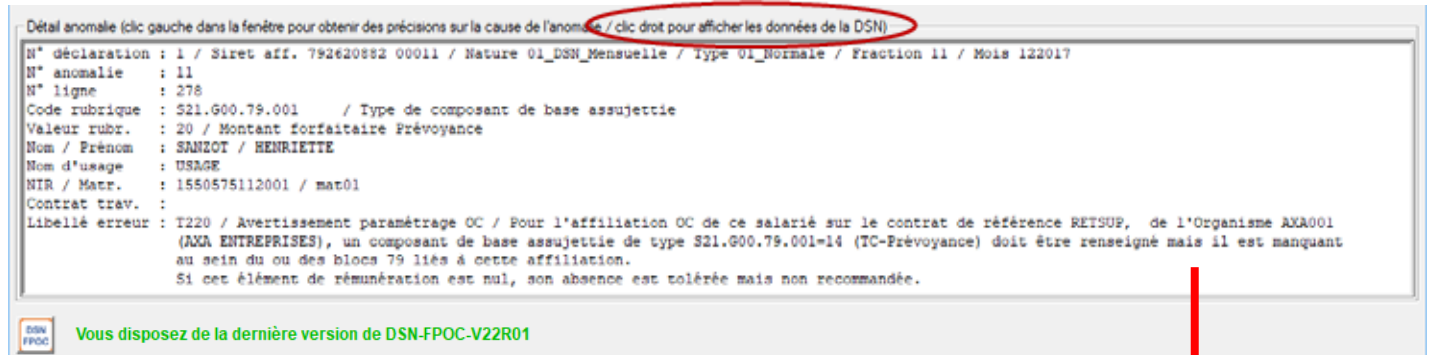 Détail anomalie (clic gauche dans la fenêtre pour obtenir des précisions sur la cause de l'anomalie / clic droit pour afficher les données de la DSN)
N° déclaration : 1 / Siret aff. 792620882 00011 / Nature 01_DSN_Mensuelle / Type 01_Normale / Fraction 11 / Mois 122017
N° anomalie : 11
N° ligne : 278
Code rubrique : S21.G00.79.001 / Type de composant de base assujettie
Valeur rubr. : 20 / Montant forfaitaire Prévoyance
Nom / Prénom : SANZOT / HENRIETTE
Nom d'usage : USAGE
NIR / Matr. : 1550575112001 / mat01
Contrat trav. :
Libellé erreur : T220 / Avertissement paramétrage OC / Pour l'affiliation OC de ce salarié sur le contrat de référence RETSUP, de l'Organisme AXA001
(AXA ENTREPRISES), un composant de base assujettie de type S21.G00.79.001=14 (TC-Prévoyance) doit être renseigné mais il est manquant
au sein du ou des blocs 79 liés á cette affiliation.
Si cet élément de rémunération est nul, son absence est tolérée mais non recommandée.
DSN
FPOC
Vous disposez de la dernière version de DSN-FPOC-V22R01